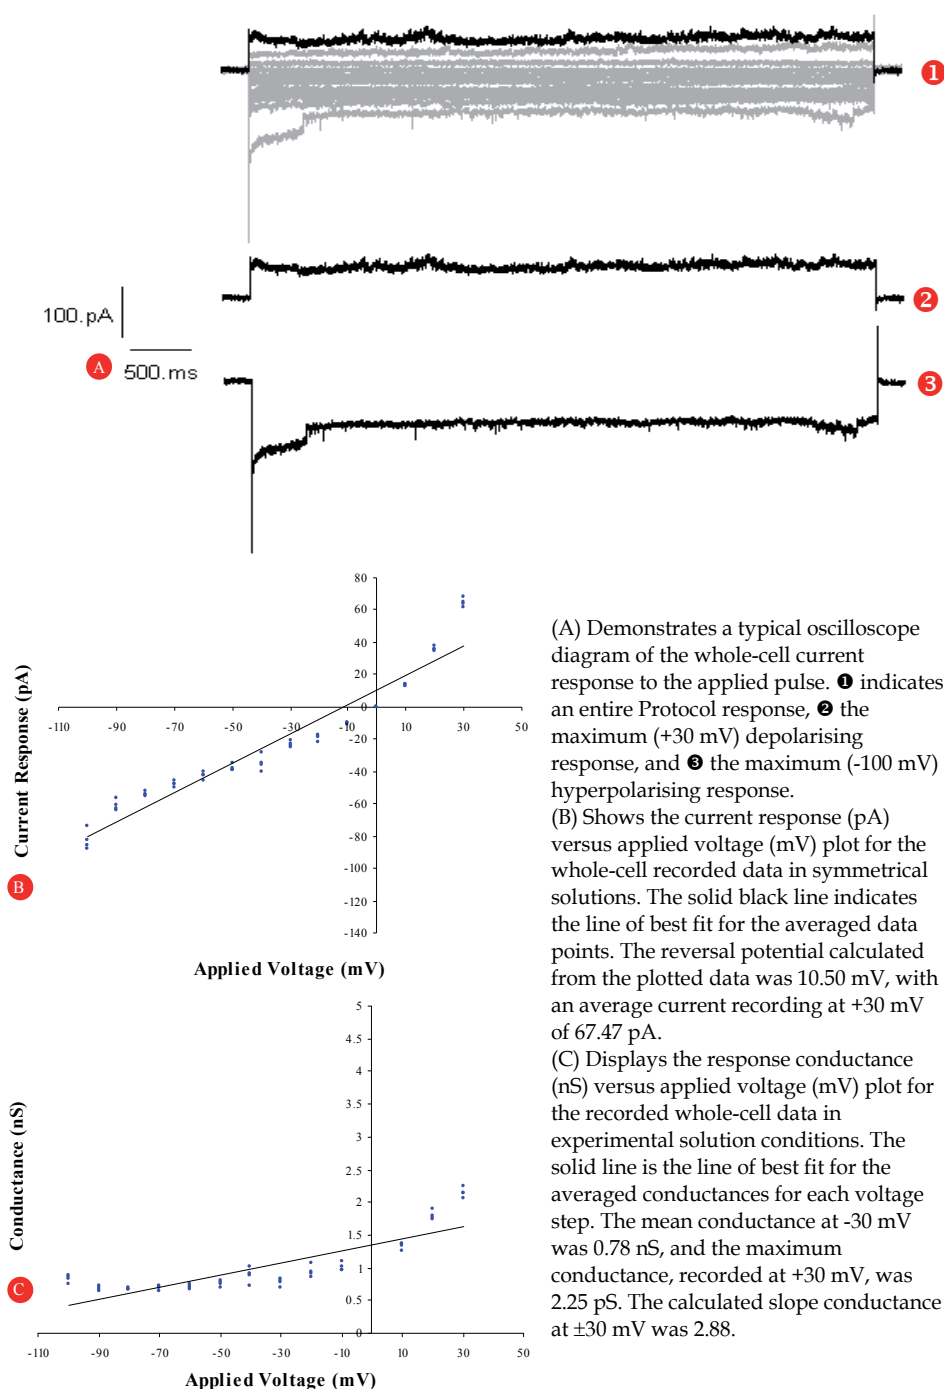 1
2
100.pA
A
500.ms
3
80
60
40
20
0
-110 -90 -70 -50 -30 -10 10 30 50
-20
-40
-60
-80
-100
-120
-140
Current Response (pA)
B
Applied Voltage (mV)
5
4.5
4
3.5
3
2.5
2
1.5
1
0.5
0
-110 -90 -70 -50 -30 -10 10 30 50
Conductance (nS)
C
Applied Voltage (mV)
(A) Demonstrates a typical oscilloscope
diagram of the whole-cell current
response to the applied pulse. ❶ indicates
an entire Protocol response, ❷ the
maximum (+30 mV) depolarising
response, and ❸ the maximum (-100 mV)
hyperpolarising response.
(B) Shows the current response (pA)
versus applied voltage (mV) plot for the
whole-cell recorded data in symmetrical
solutions. The solid black line indicates
the line of best fit for the averaged data
points. The reversal potential calculated
from the plotted data was 10.50 mV, with
an average current recording at +30 mV
of 67.47 pA.
(C) Displays the response conductance
(nS) versus applied voltage (mV) plot for
the recorded whole-cell data in
experimental solution conditions. The
solid line is the line of best fit for the
averaged conductances for each voltage
step. The mean conductance at -30 mV
was 0.78 nS, and the maximum
conductance, recorded at +30 mV, was
2.25 pS. The calculated slope conductance
at ±30 mV was 2.88.